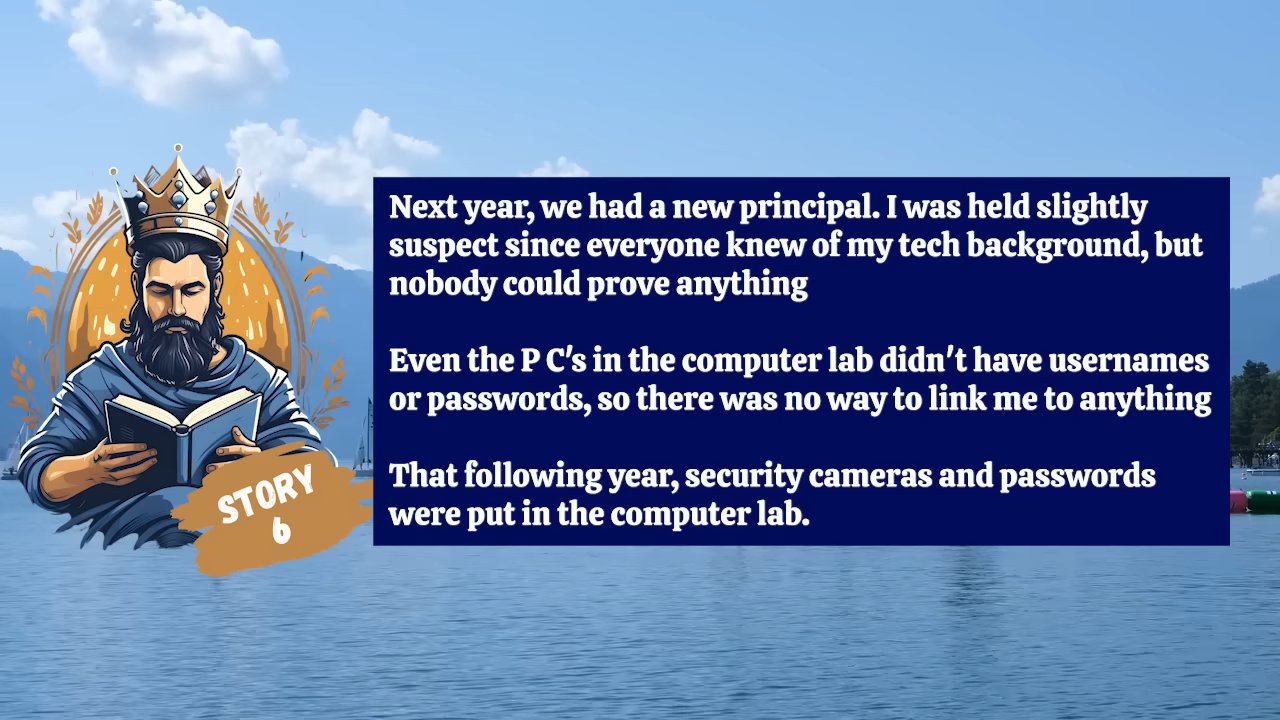 Next year, we had a new principal. I was held slightly
suspect since everyone knew of my tech background, but
nobody could prove anything
Even the P C's in the computer lab didn't have usernames
or passwords, so there was no way to link me to anything
That following year, security cameras and passwords
were put in the computer lab.
STORY
6